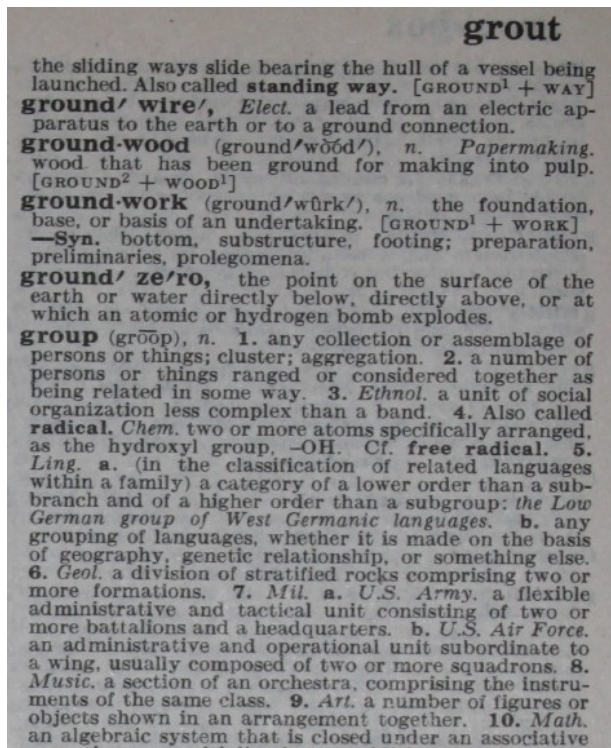 grout
the sliding ways slide bearing the hull of a vessel being
launched. Also called standing way. [GROUND¹ + WAY]
ground′ wire′, Elect. a lead from an electric ap-
paratus to the earth or to a ground connection.
ground·wood (ground′wo͝od′), n. Papermaking.
wood that has been ground for making into pulp.
[GROUND² + WOOD¹]
ground·work (ground′wûrk′), n. the foundation,
base, or basis of an undertaking. [GROUND¹ + WORK]
—Syn. bottom, substructure, footing; preparation,
preliminaries, prolegomena.
ground′ ze′ro, the point on the surface of the
earth or water directly below, directly above, or at
which an atomic or hydrogen bomb explodes.
group (gro͞op), n. 1. any collection or assemblage of
persons or things; cluster; aggregation. 2. a number of
persons or things ranged or considered together as
being related in some way. 3. Ethnol. a unit of social
organization less complex than a band. 4. Also called
radical. Chem. two or more atoms specifically arranged,
as the hydroxyl group, –OH. Cf. free radical. 5.
Ling. a. (in the classification of related languages
within a family) a category of a lower order than a sub-
branch and of a higher order than a subgroup: the Low
German group of West Germanic languages. b. any
grouping of languages, whether it is made on the basis
of geography, genetic relationship, or something else.
6. Geol. a division of stratified rocks comprising two or
more formations. 7. Mil. a. U.S. Army. a flexible
administrative and tactical unit consisting of two or
more battalions and a headquarters. b. U.S. Air Force.
an administrative and operational unit subordinate to
a wing, usually composed of two or more squadrons. 8.
Music. a section of an orchestra, comprising the instru-
ments of the same class. 9. Art. a number of figures or
objects shown in an arrangement together. 10. Math.
an algebraic system that is closed under an associative